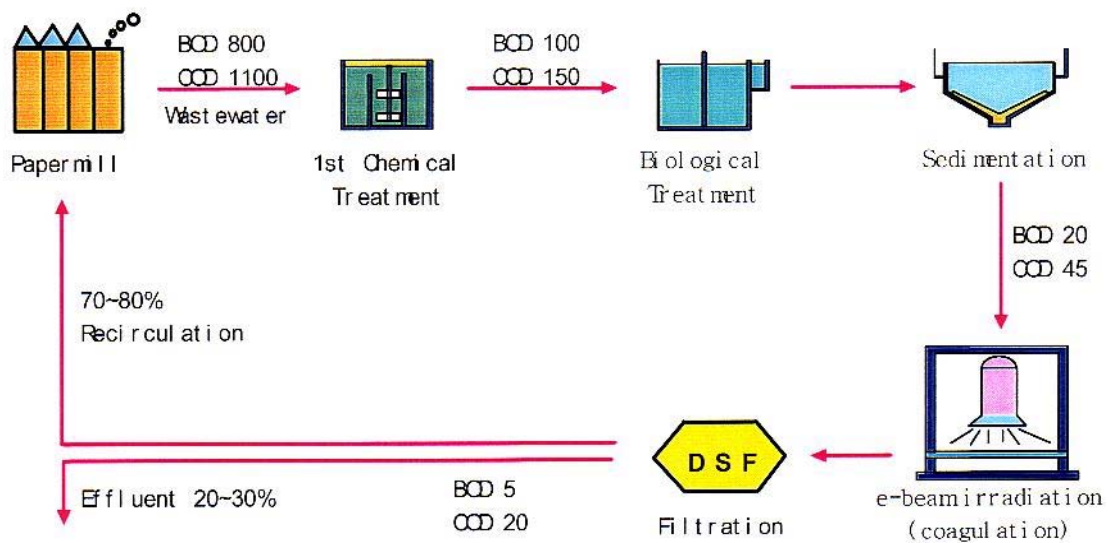 BOD 800
COD 1100
Wastewater
BOD 100
COD 150
Papermill
1st Chemical
Treatment
Biological
Treatment
Sedimentation
BOD 20
COD 45
70~80%
Recirculation
DSF
Effluent 20~30%
BOD 5
COD 20
Filtration
e-beam irradiation
(coagulation)